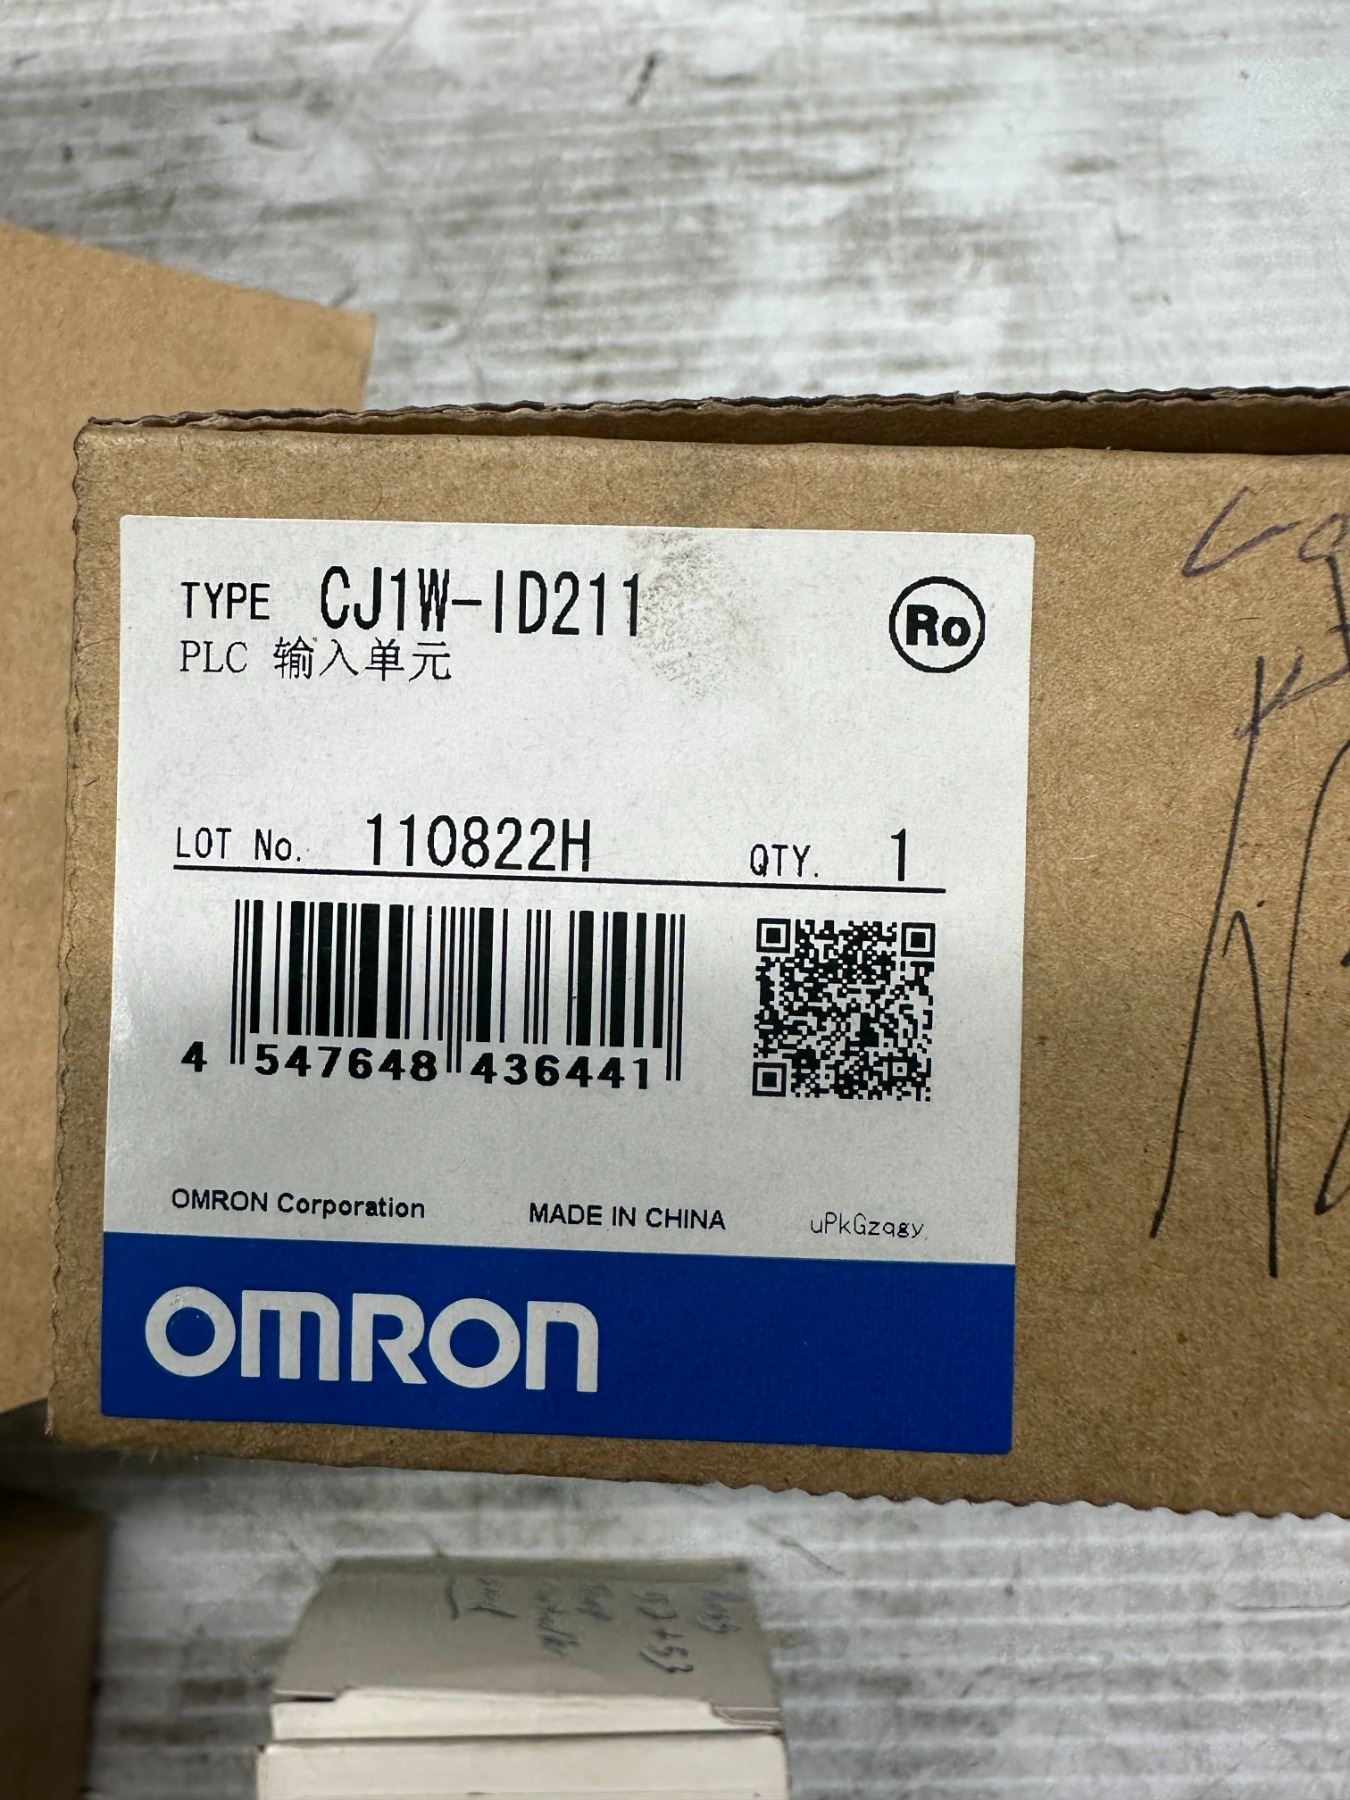 TYPE CJ1W-ID211
Ro
PLC 输入单元
LOT No. 110822H QTY. 1
4 547648 436441
OMRON Corporation MADE IN CHINA uPkGzqgy
OMRON